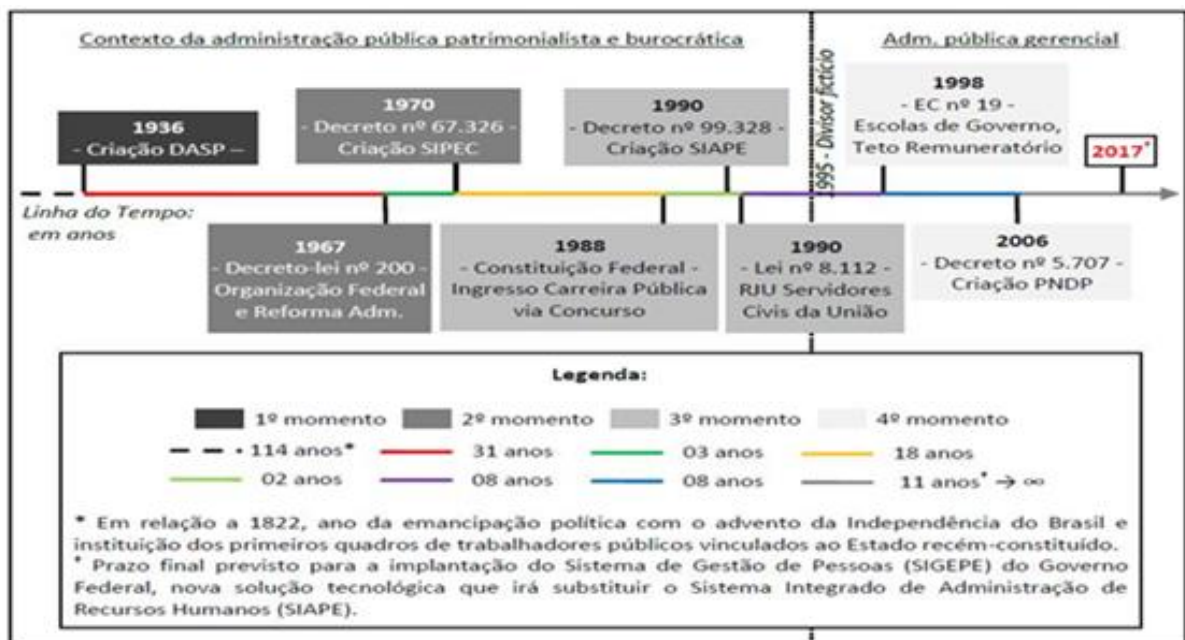 Contexto da administração pública patrimonialista e burocrática
Adm. pública gerencial
1936
- Criação DASP –
1970
- Decreto nº 67.326 -
Criação SIPEC
1990
- Decreto nº 99.328 -
Criação SIAPE
1995 - Divisor fictício
1998
- EC nº 19 -
Escolas de Governo,
Teto Remuneratório
2017*
Linha do Tempo:
em anos
1967
- Decreto-lei nº 200 -
Organização Federal
e Reforma Adm.
1988
- Constituição Federal -
Ingresso Carreira Pública
via Concurso
1990
- Lei nº 8.112 -
RJU Servidores
Civis da União
2006
- Decreto nº 5.707 -
Criação PNDP
Legenda:
1º momento 2º momento 3º momento 4º momento
114 anos* 31 anos 03 anos 18 anos
02 anos 08 anos 08 anos 11 anos* → ∞
* Em relação a 1822, ano da emancipação política com o advento da Independência do Brasil e
instituição dos primeiros quadros de trabalhadores públicos vinculados ao Estado recém-constituído.
* Prazo final previsto para a implantação do Sistema de Gestão de Pessoas (SIGEPE) do Governo
Federal, nova solução tecnológica que irá substituir o Sistema Integrado de Administração de
Recursos Humanos (SIAPE).